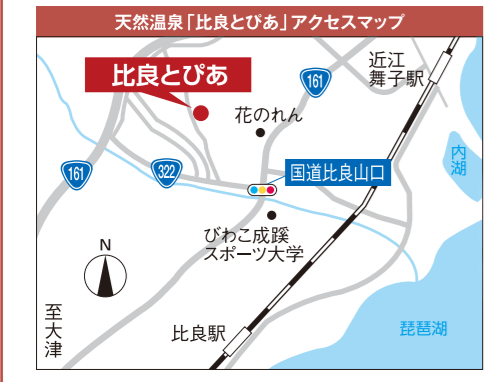 天然温泉「比良とぴあ」アクセスマップ
近江
舞子駅
比良とぴあ
161
花のれん
内湖
161
322
国道比良山口
びわこ成蹊
スポーツ大学
N
至大津
比良駅
琵琶湖